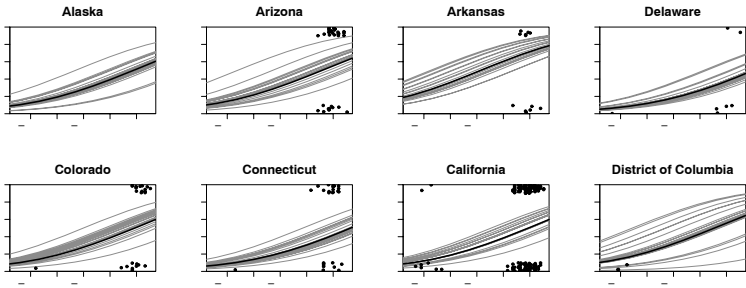 Alaska
Arizona
Arkansas
Delaware
Colorado
Connecticut
California
District of Columbia